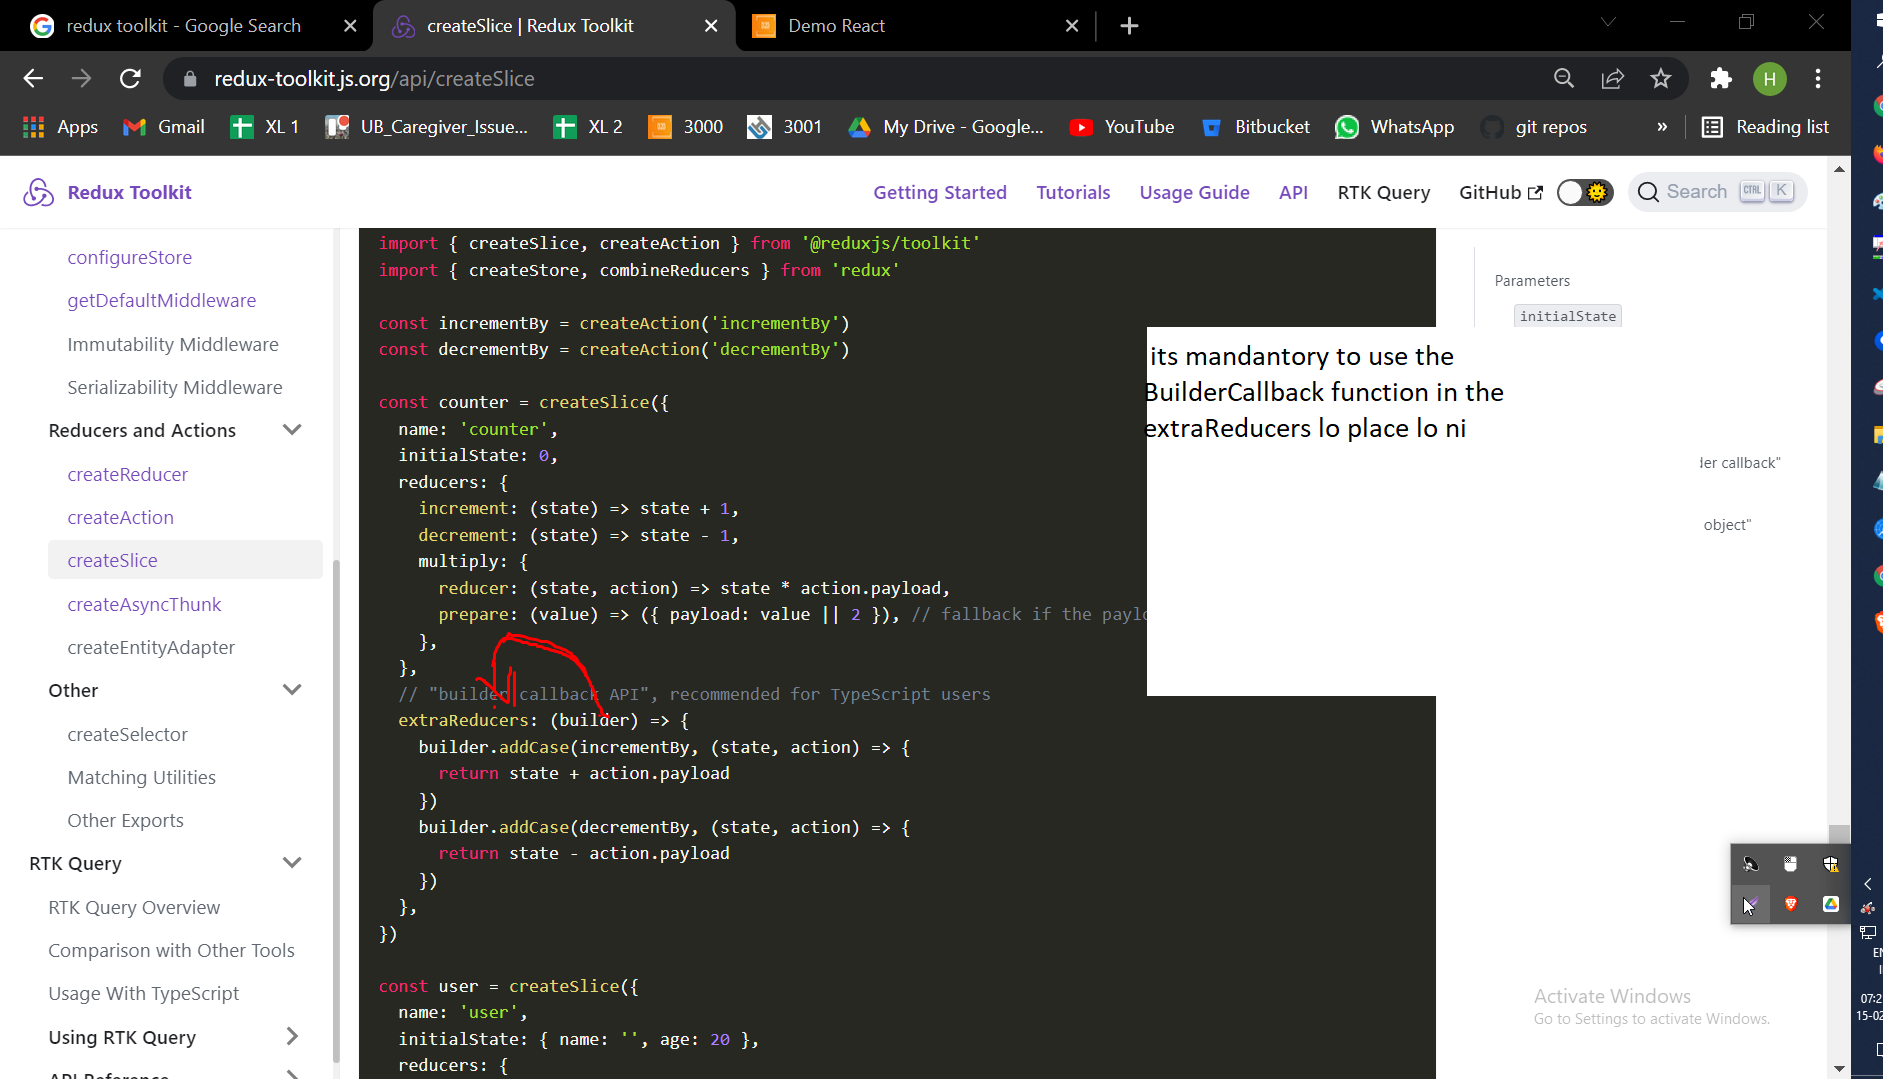 redux toolkit - Google Search
createSlice | Redux Toolkit
Demo React
redux-toolkit.js.org/api/createSlice
H
Apps
Gmail
XL 1
UB_Caregiver_Issue...
XL 2
3000
3001
My Drive - Google...
YouTube
Bitbucket
WhatsApp
git repos
»
Reading list
Redux Toolkit
Getting Started
Tutorials
Usage Guide
API
RTK Query
GitHub
Search
CTRL
K
configureStore
getDefaultMiddleware
Immutability Middleware
Serializability Middleware
Reducers and Actions
createReducer
createAction
createSlice
createAsyncThunk
createEntityAdapter
Other
createSelector
Matching Utilities
Other Exports
RTK Query
RTK Query Overview
Comparison with Other Tools
Usage With TypeScript
Using RTK Query
API Reference
import { createSlice, createAction } from '@reduxjs/toolkit'
import { createStore, combineReducers } from 'redux'
const incrementBy = createAction('incrementBy')
const decrementBy = createAction('decrementBy')
const counter = createSlice({
name: 'counter',
initialState: 0,
reducers: {
increment: (state) => state + 1,
decrement: (state) => state - 1,
multiply: {
reducer: (state, action) => state * action.payload,
prepare: (value) => ({ payload: value || 2 }), // fallback if the paylo
},
},
// "builder callback API", recommended for TypeScript users
extraReducers: (builder) => {
builder.addCase(incrementBy, (state, action) => {
return state + action.payload
})
builder.addCase(decrementBy, (state, action) => {
return state - action.payload
})
},
})
const user = createSlice({
name: 'user',
initialState: { name: '', age: 20 },
reducers: {
its mandantory to use the
BuilderCallback function in the
extraReducers lo place lo ni
Parameters
initialState
der callback"
object"
Activate Windows
Go to Settings to activate Windows.
07:2
15-02